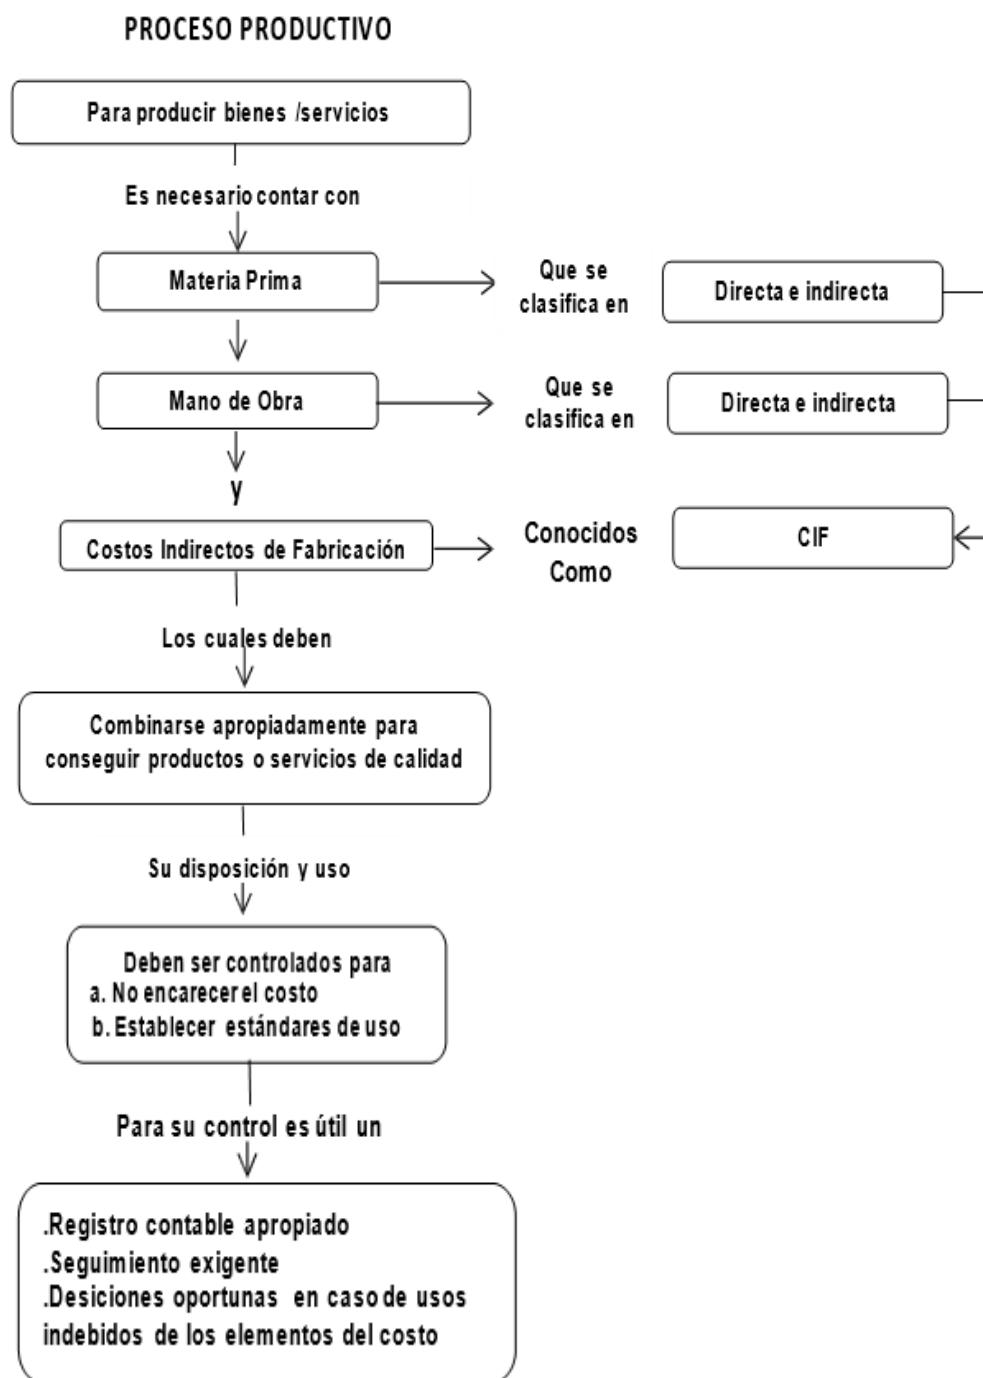 PROCESO PRODUCTIVO
Para producir bienes /servicios
Es necesario contar con
Materia Prima
Que se
clasifica en
Directa e indirecta
Mano de Obra
Que se
clasifica en
Directa e indirecta
y
Costos Indirectos de Fabricación
Conocidos
Como
CIF
Los cuales deben
Combinarse apropiadamente para
conseguir productos o servicios de calidad
Su disposición y uso
Deben ser controlados para
a. No encarecer el costo
b. Establecer estándares de uso
Para su control es útil un
.Registro contable apropiado
.Seguimiento exigente
.Desiciones oportunas en caso de usos
indebidos de los elementos del costo